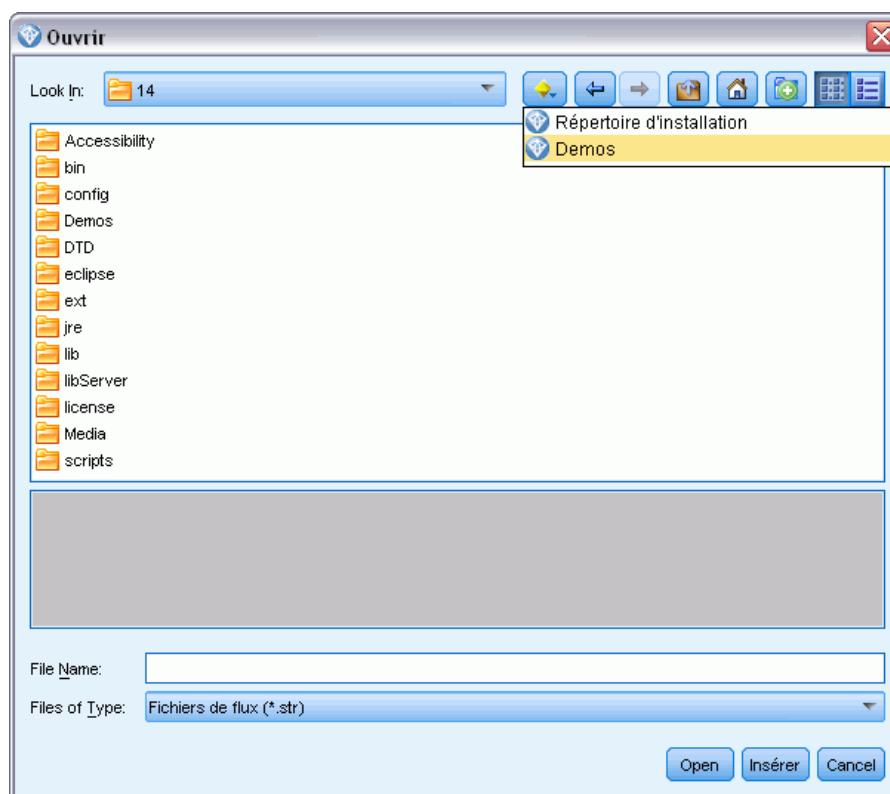 Ouvrir
Look In: 14
Répertoire d'installation
Demos
Accessibility
bin
config
Demos
DTD
eclipse
ext
jre
lib
libServer
license
Media
scripts
File Name:
Files of Type: Fichiers de flux (*.str)
Open Insérer Cancel